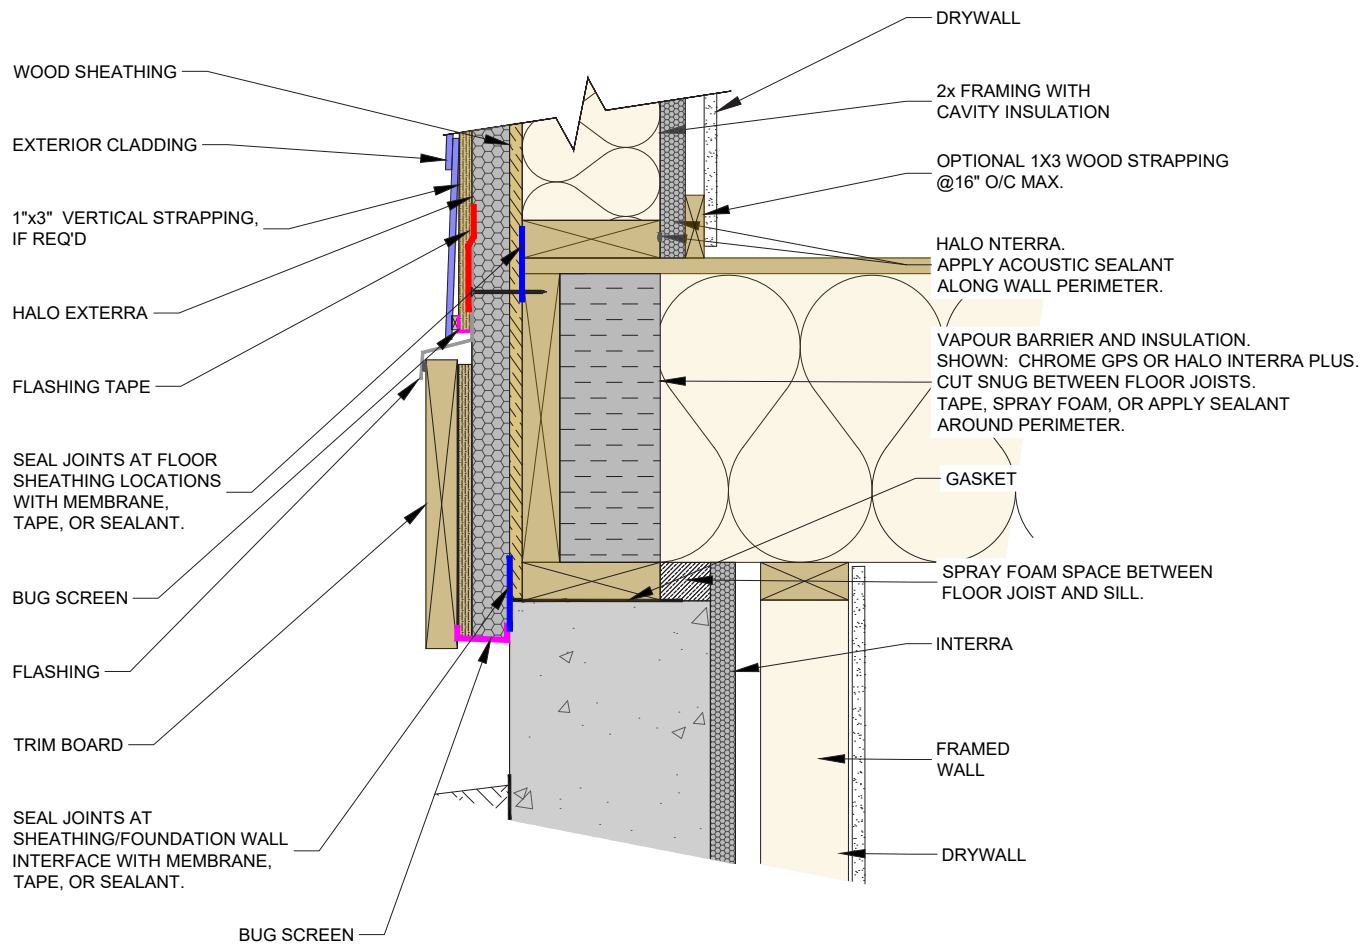 WOOD SHEATHING
EXTERIOR CLADDING
1"x3" VERTICAL STRAPPING,
IF REQ'D
HALO EXTERRA
FLASHING TAPE
SEAL JOINTS AT FLOOR
SHEATHING LOCATIONS
WITH MEMBRANE,
TAPE, OR SEALANT.
BUG SCREEN
FLASHING
TRIM BOARD
SEAL JOINTS AT
SHEATHING/FOUNDATION WALL
INTERFACE WITH MEMBRANE,
TAPE, OR SEALANT.
BUG SCREEN
DRYWALL
2x FRAMING WITH
CAVITY INSULATION
OPTIONAL 1X3 WOOD STRAPPING
@16" O/C MAX.
HALO NTERRA.
APPLY ACOUSTIC SEALANT
ALONG WALL PERIMETER.
VAPOUR BARRIER AND INSULATION.
SHOWN: CHROME GPS OR HALO INTERRA PLUS.
CUT SNUG BETWEEN FLOOR JOISTS.
TAPE, SPRAY FOAM, OR APPLY SEALANT
AROUND PERIMETER.
GASKET
SPRAY FOAM SPACE BETWEEN
FLOOR JOIST AND SILL.
INTERRA
FRAMED
WALL
DRYWALL